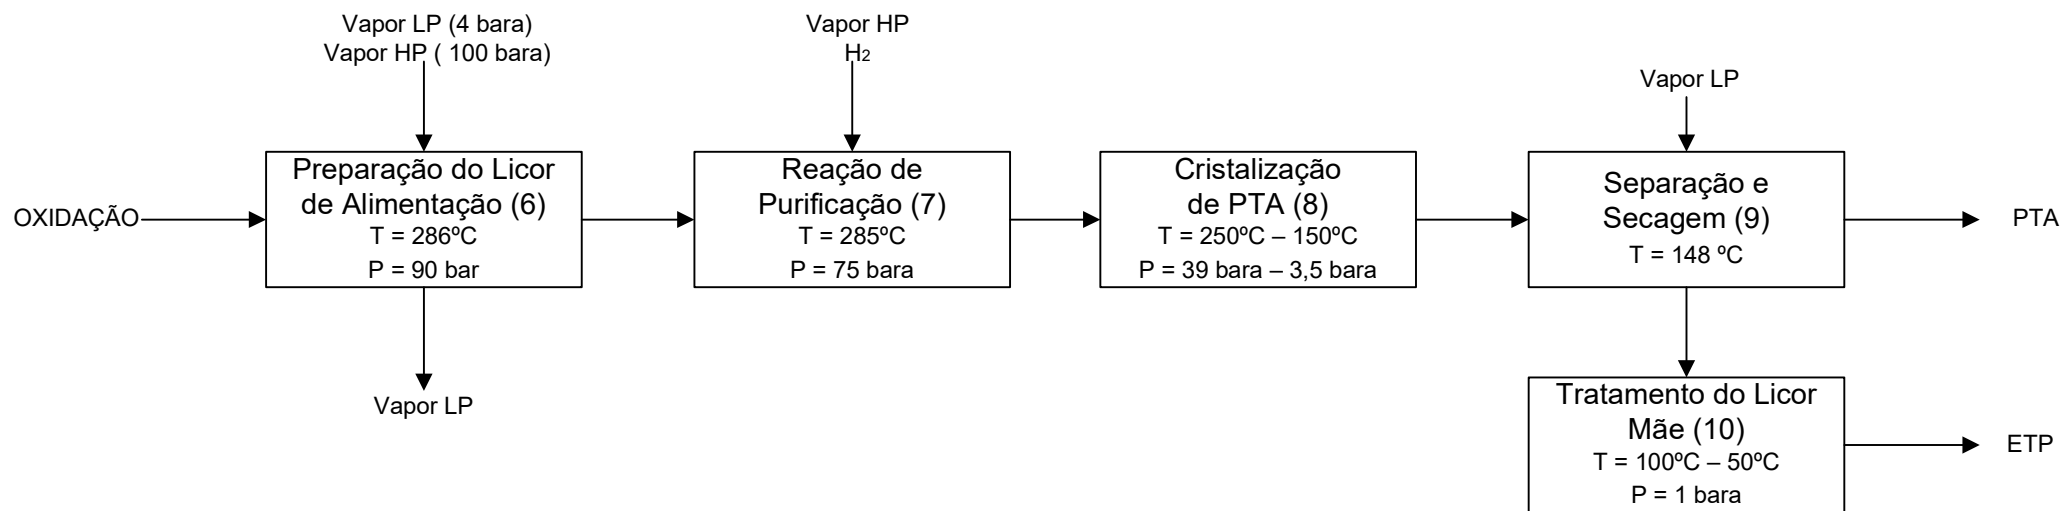 Vapor LP (4 bara)
Vapor HP ( 100 bara)
Vapor HP
H2
Vapor LP
OXIDAÇÃO
Preparação do Licor
de Alimentação (6)
T = 286ºC
P = 90 bar
Reação de
Purificação (7)
T = 285ºC
P = 75 bara
Cristalização
de PTA (8)
T = 250ºC – 150ºC
P = 39 bara – 3,5 bara
Separação e
Secagem (9)
T = 148 ºC
PTA
Vapor LP
Tratamento do Licor
Mãe (10)
T = 100ºC – 50ºC
P = 1 bara
ETP